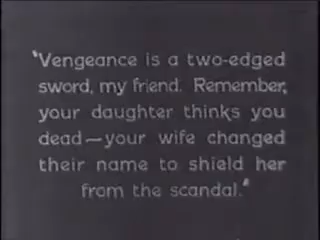 "Vengeance is a two-edged
sword, my friend. Remember,
your daughter thinks you
dead—your wife changed
their name to shield her
from the scandal."